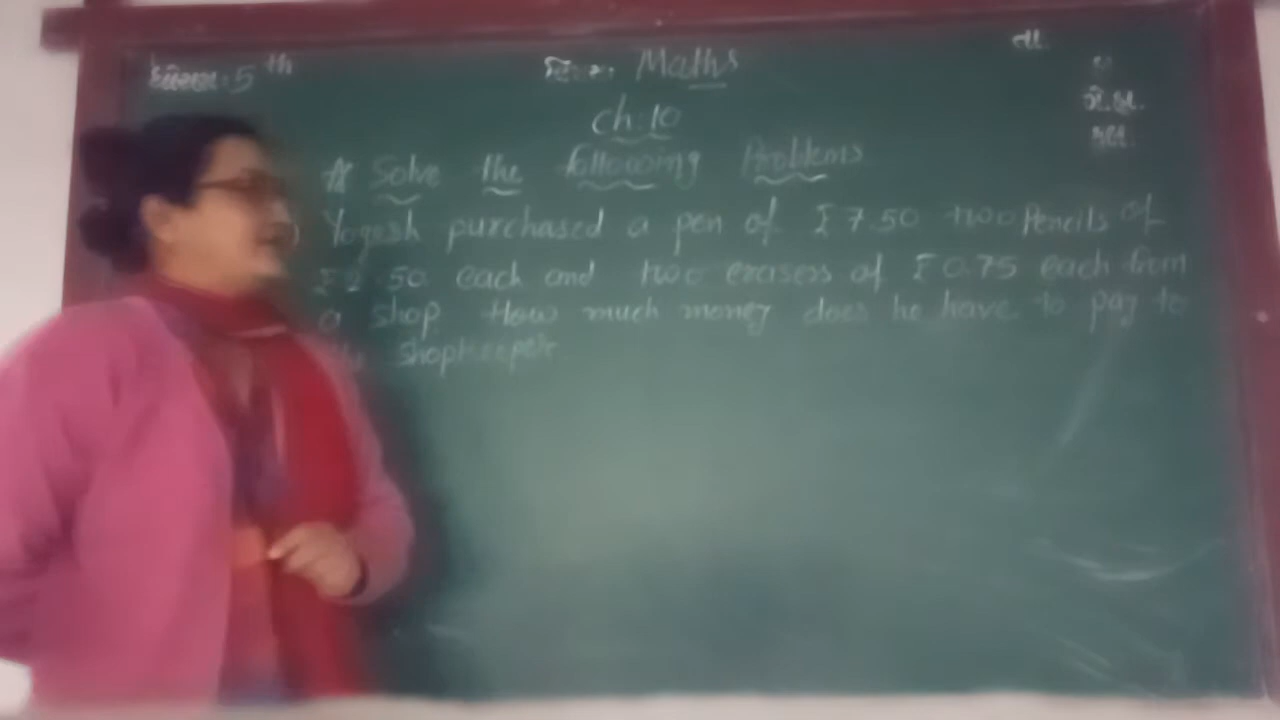 5th
Maths
તા.
ch:10
Solve the following Problems
Yogesh purchased a pen of ₹7.50 two Pencils of
₹2.50 each and two erasers of ₹0.75 each from
a shop How much money does he have to pay to
shopkeeper